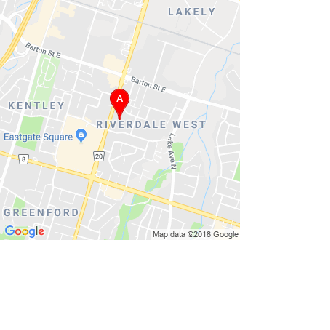 LAKELY
Barton St E
Barton St E
A
KENTLEY
RIVERDALE WEST
Eastgate Square
Lake Ave N
20
GREENFORD
Google
Map data ©2018 Google